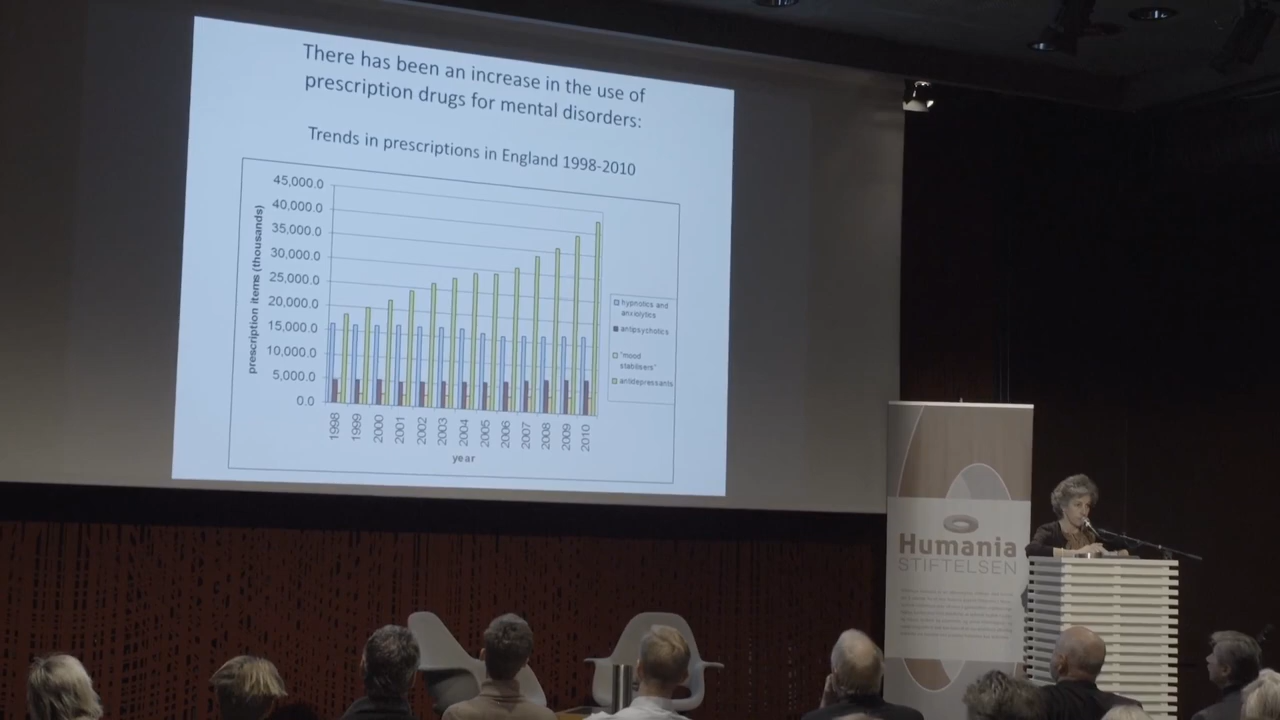 There has been an increase in the use of
prescription drugs for mental disorders:
Trends in prescriptions in England 1998-2010
45,000.0
40,000.0
35,000.0
30,000.0
25,000.0
20,000.0
15,000.0
10,000.0
5,000.0
0.0
prescription items (thousands)
1998
1999
2000
2001
2002
2003
2004
2005
2006
2007
2008
2009
2010
year
hypnotics and
anxiolytics
antipsychotics
"mood
stabilisers"
antidepressants
Humania
STIFTELSEN